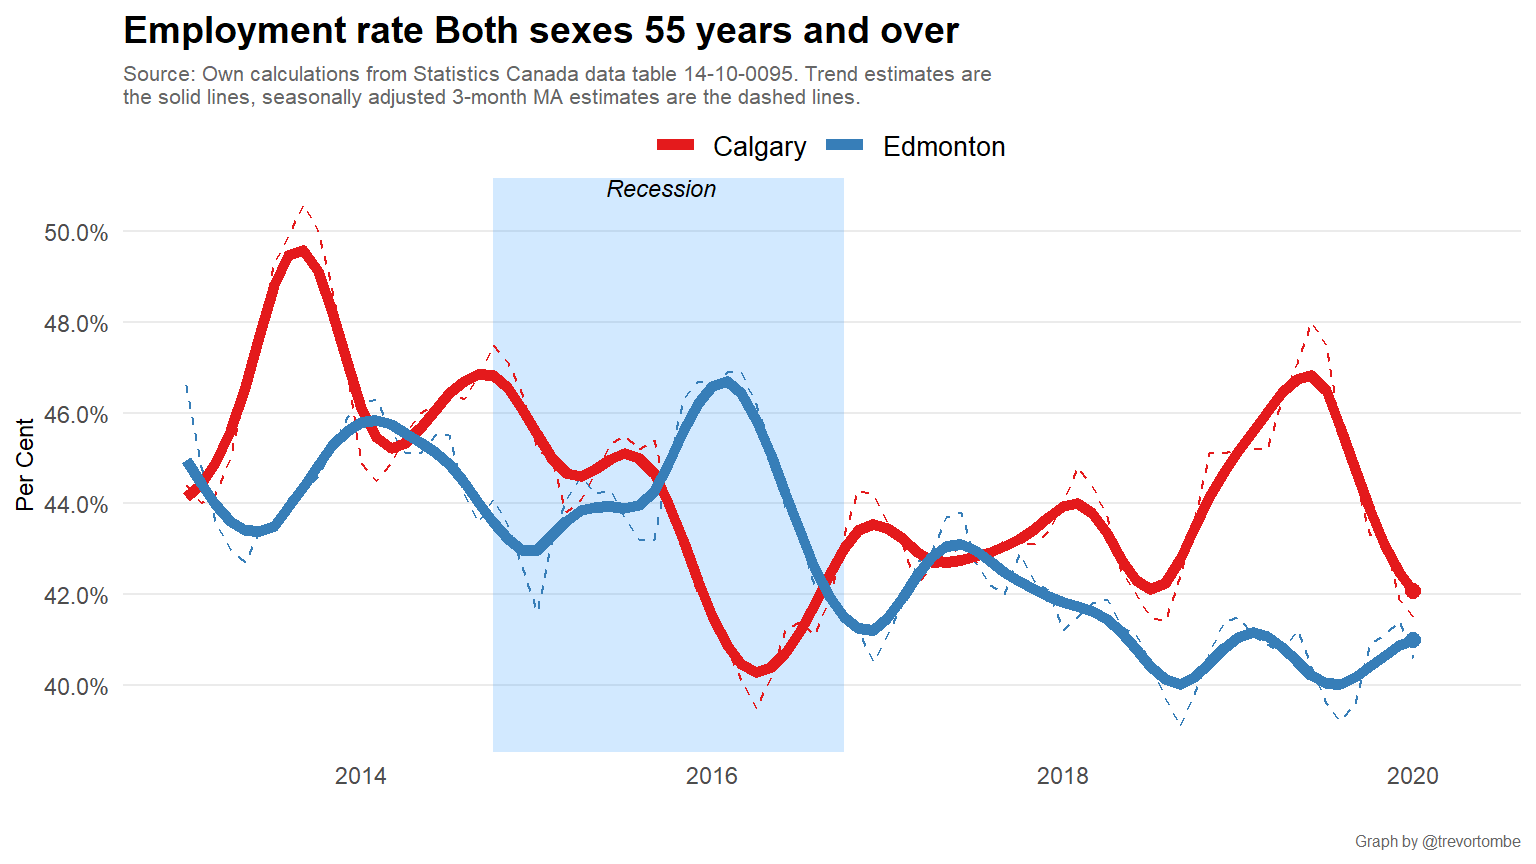 Employment rate Both sexes 55 years and over
Source: Own calculations from Statistics Canada data table 14-10-0095. Trend estimates are
the solid lines, seasonally adjusted 3-month MA estimates are the dashed lines.
Calgary Edmonton
Recession
50.0%
48.0%
46.0%
44.0%
42.0%
40.0%
Per Cent
2014 2016 2018 2020
Graph by @trevortombe